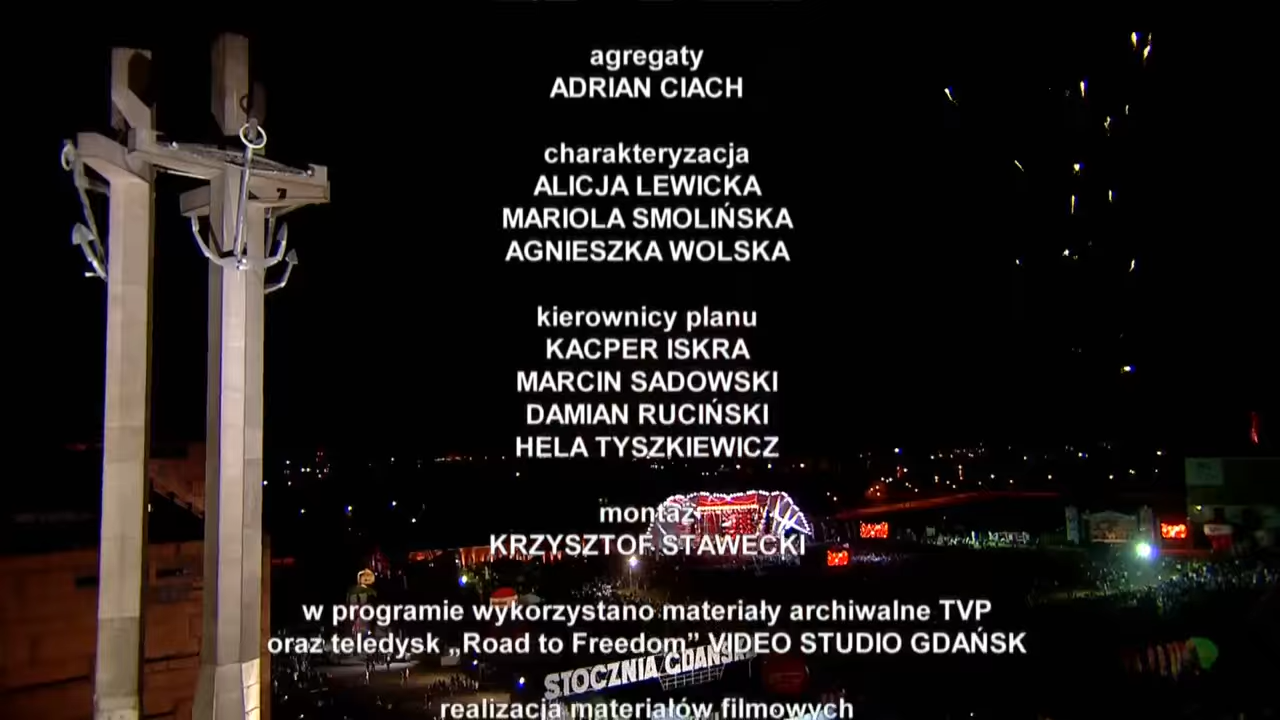 agregaty
ADRIAN CIACH
charakteryzacja
ALICJA LEWICKA
MARIOLA SMOLIŃSKA
AGNIESZKA WOLSKA
kierownicy planu
KACPER ISKRA
MARCIN SADOWSKI
DAMIAN RUCIŃSKI
HELA TYSZKIEWICZ
montaż
KRZYSZTOF STAWECKI
w programie wykorzystano materiały archiwalne TVP
oraz teledysk „Road to Freedom” VIDEO STUDIO GDAŃSK
STOCZNIA GDAŃSKA
realizacja materiałów filmowych